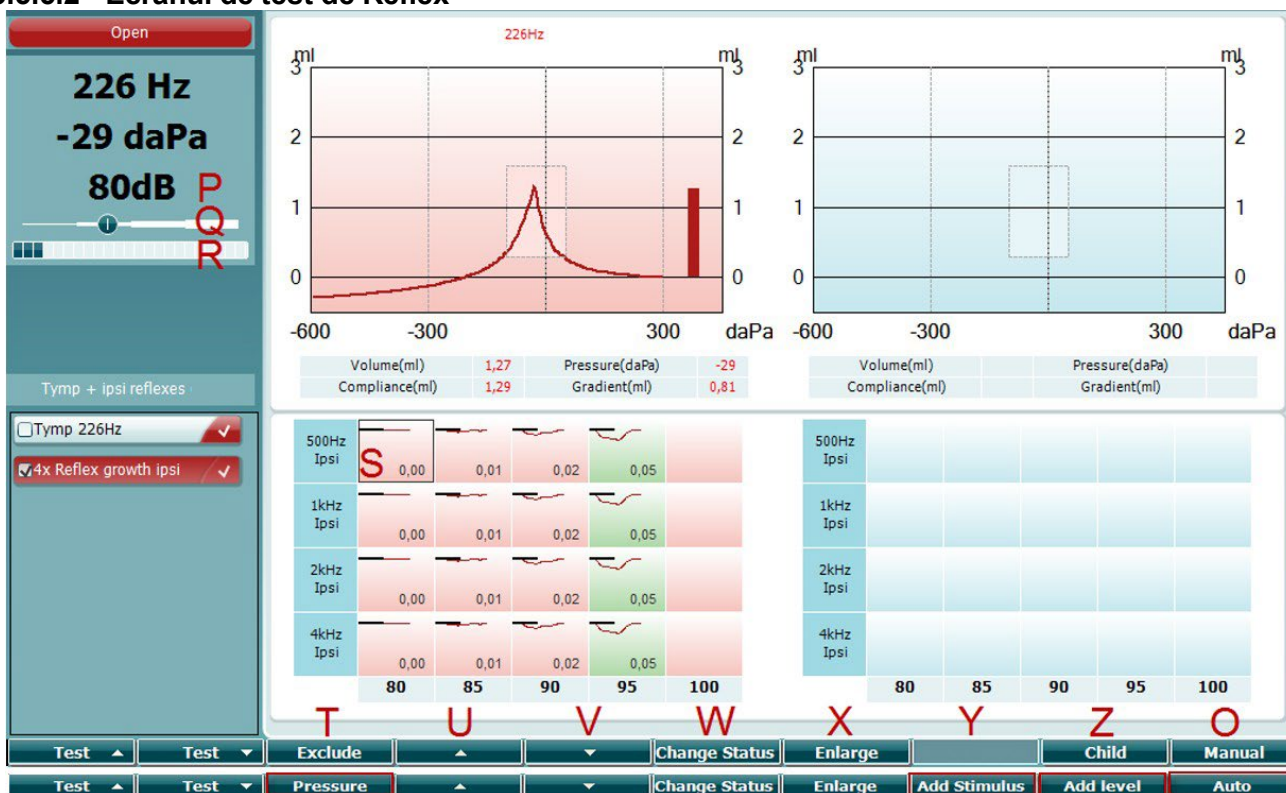 Ecranul de test de Reflex
Open
226 Hz
-29 daPa
80dB P
Q
R
Tymp + ipsi reflexes
Tymp 226Hz
4x Reflex growth ipsi
226Hz
ml ml
3 3
2 2
1 1
0 0
-600 -300 300 daPa
Volume(ml) 1,27 Pressure(daPa) -29
Compliance(ml) 1,29 Gradient(ml) 0,81
ml ml
3 3
2 2
1 1
0 0
-600 -300 300 daPa
Volume(ml) Pressure(daPa)
Compliance(ml) Gradient(ml)
500Hz
Ipsi S 0,00 0,01 0,02 0,05
1kHz
Ipsi 0,00 0,01 0,02 0,05
2kHz
Ipsi 0,00 0,01 0,02 0,05
4kHz
Ipsi 0,00 0,01 0,02 0,05
80 85 90 95 100
500Hz
Ipsi
1kHz
Ipsi
2kHz
Ipsi
4kHz
Ipsi
80 85 90 95 100
T U V W X Y Z O
Test Test Exclude Change Status Enlarge Child Manual
Test Test Pressure Change Status Enlarge Add Stimulus Add level Auto